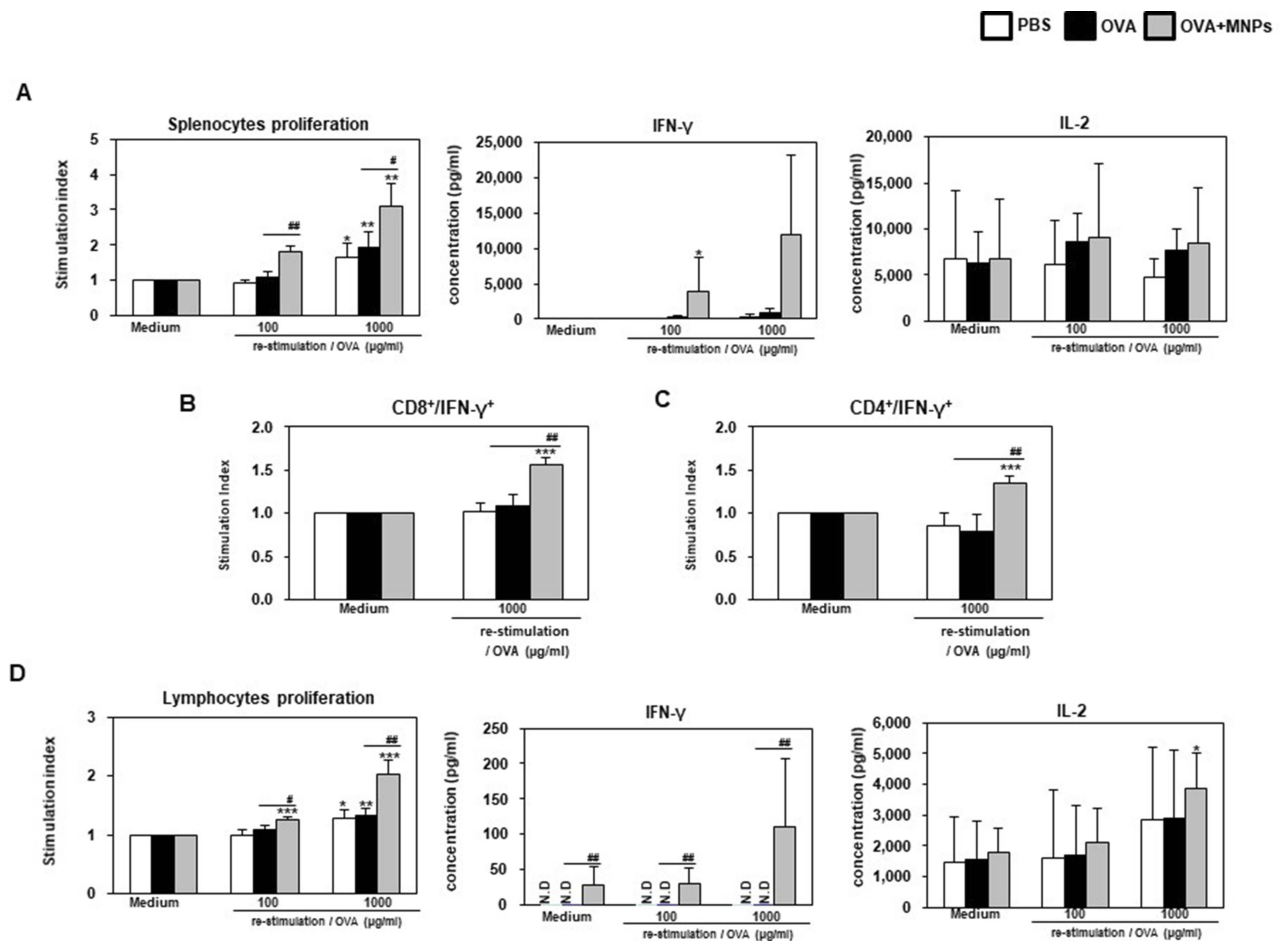 PBS OVA OVA+MNPs
A
Splenocytes proliferation
Stimulation index
5
4
3
2
1
0
##
*
**
#
**
Medium 100 1000
re-stimulation / OVA (µg/ml)
IFN-γ
concentration (pg/ml)
25,000
20,000
15,000
10,000
5,000
0
*
Medium 100 1000
re-stimulation / OVA (µg/ml)
IL-2
concentration (pg/ml)
20,000
15,000
10,000
5,000
0
Medium 100 1000
re-stimulation / OVA (µg/ml)
B
CD8+/IFN-γ+
Stimulation Index
2.0
1.5
1.0
0.5
0.0
##
***
Medium 1000
re-stimulation
/ OVA (µg/ml)
C
CD4+/IFN-γ+
Stimulation Index
2.0
1.5
1.0
0.5
0.0
##
***
Medium 1000
re-stimulation
/ OVA (µg/ml)
D
Lymphocytes proliferation
Stimulation index
3
2
1
0
#
***
*
**
##
***
Medium 100 1000
re-stimulation / OVA (µg/ml)
IFN-γ
concentration (pg/ml)
250
200
150
100
50
0
N.D
N.D
##
N.D
N.D
##
N.D
N.D
##
Medium 100 1000
re-stimulation / OVA (µg/ml)
IL-2
concentration (pg/ml)
6,000
5,000
4,000
3,000
2,000
1,000
0
*
Medium 100 1000
re-stimulation / OVA (µg/ml)